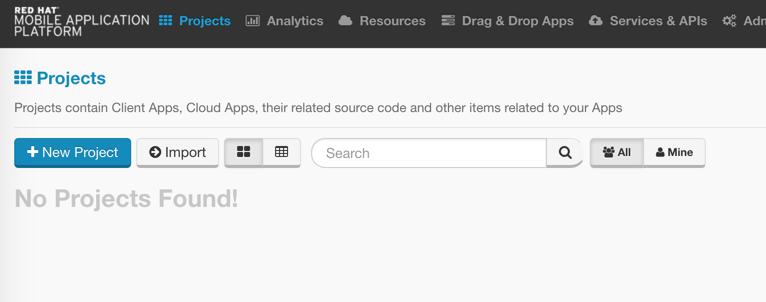 RED HAT
MOBILE APPLICATION
PLATFORM
Projects Analytics Resources Drag & Drop Apps Services & APIs
Projects
Projects contain Client Apps, Cloud Apps, their related source code and other items related to your Apps
New Project Import Search All Mine
No Projects Found!